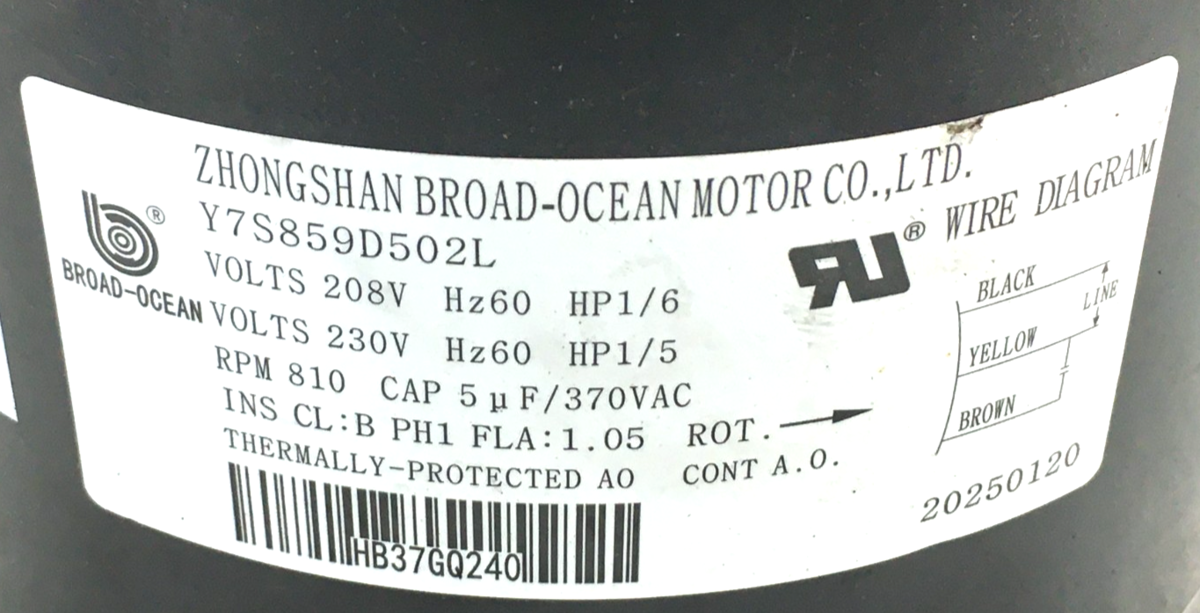 ZHONGSHAN BROAD-OCEAN MOTOR CO.,LTD.
Y7S859D502L
BROAD-OCEAN
®
VOLTS 208V Hz60 HP1/6
VOLTS 230V Hz60 HP1/5
RPM 810 CAP 5μF/370VAC
INS CL:B PH1 FLA:1.05 ROT.
THERMALLY-PROTECTED AO CONT A.O.
HB37GQ240
RU®
WIRE DIAGRAM
BLACK
LINE
YELLOW
BROWN
20250120